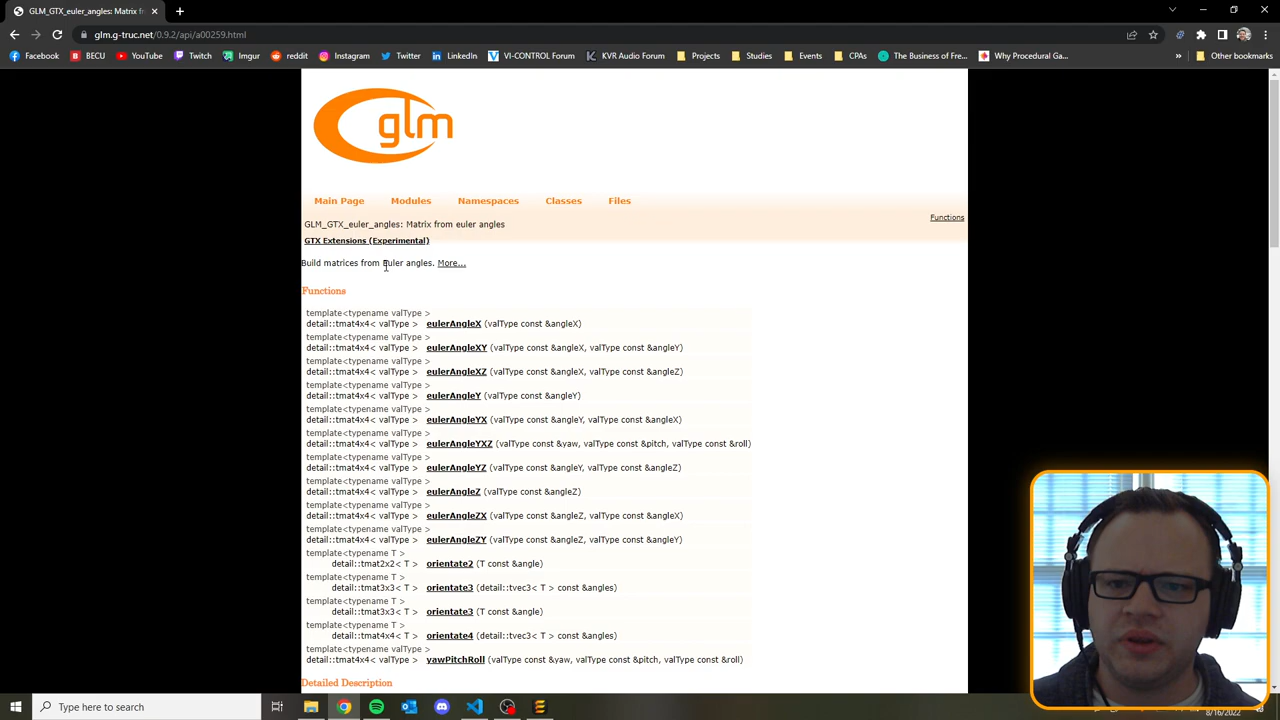 GLM_GTX_euler_angles: Matrix fr
glm.g-truc.net/0.9.2/api/a00259.html
Facebook BECU YouTube Twitch Imgur reddit Instagram Twitter LinkedIn VI-CONTROL Forum KVR Audio Forum Projects Studies Events CPAs The Business of Fre... Why Procedural Ga... » Other bookmarks
glm
Main Page Modules Namespaces Classes Files
Functions
GLM_GTX_euler_angles: Matrix from euler angles
GTX Extensions (Experimental)
Build matrices from Euler angles. More...
Functions
template<typename valType >
detail::tmat4x4< valType > eulerAngleX (valType const &angleX)
template<typename valType >
detail::tmat4x4< valType > eulerAngleXY (valType const &angleX, valType const &angleY)
template<typename valType >
detail::tmat4x4< valType > eulerAngleXZ (valType const &angleX, valType const &angleZ)
template<typename valType >
detail::tmat4x4< valType > eulerAngleY (valType const &angleY)
template<typename valType >
detail::tmat4x4< valType > eulerAngleYX (valType const &angleY, valType const &angleX)
template<typename valType >
detail::tmat4x4< valType > eulerAngleYXZ (valType const &yaw, valType const &pitch, valType const &roll)
template<typename valType >
detail::tmat4x4< valType > eulerAngleYZ (valType const &angleY, valType const &angleZ)
template<typename valType >
detail::tmat4x4< valType > eulerAngleZ (valType const &angleZ)
template<typename valType >
detail::tmat4x4< valType > eulerAngleZX (valType const &angleZ, valType const &angleX)
template<typename valType >
detail::tmat4x4< valType > eulerAngleZY (valType const &angleZ, valType const &angleY)
template<typename T >
detail::tmat2x2< T > orientate2 (T const &angle)
template<typename T >
detail::tmat3x3< T > orientate3 (detail::tvec3< T > const &angles)
template<typename T >
detail::tmat3x3< T > orientate3 (T const &angle)
template<typename T >
detail::tmat4x4< T > orientate4 (detail::tvec3< T > const &angles)
template<typename valType >
detail::tmat4x4< valType > yawPitchRoll (valType const &yaw, valType const &pitch, valType const &roll)
Detailed Description
Type here to search
8/16/2022